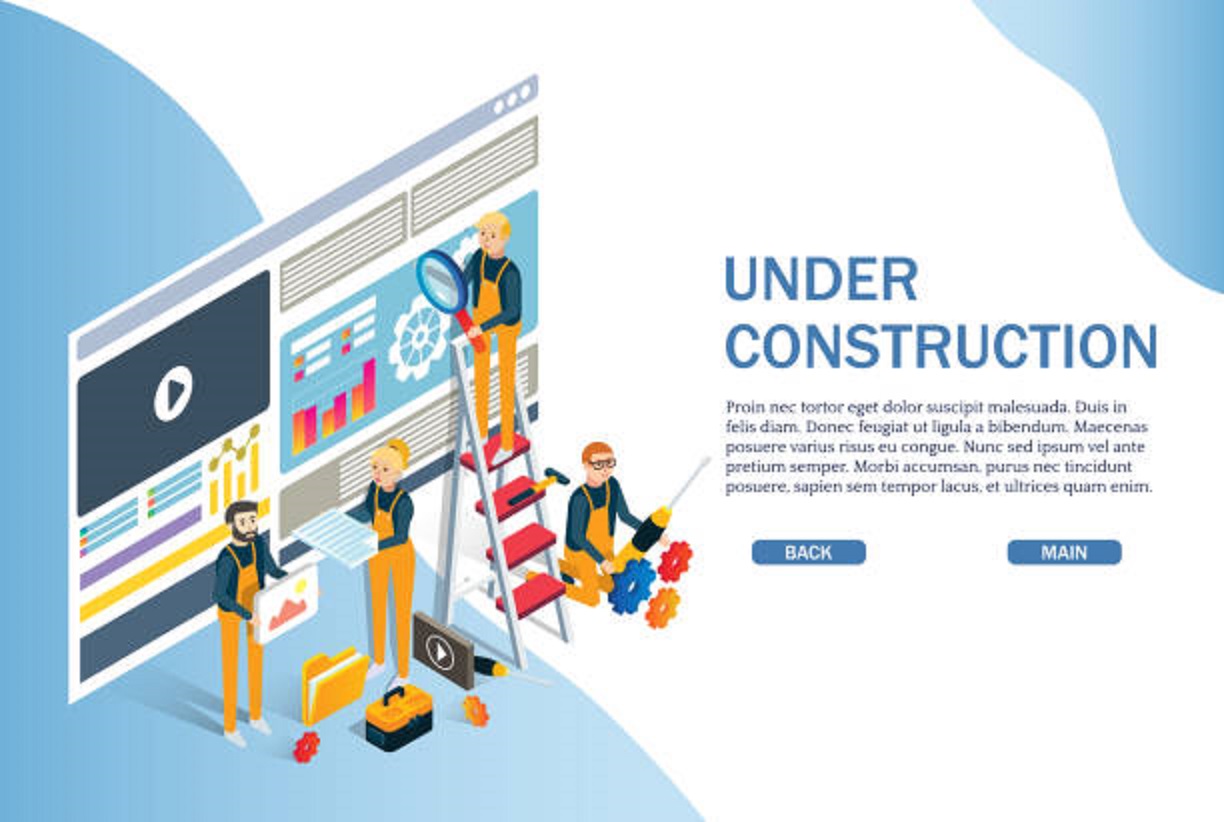 UNDER
CONSTRUCTION
Proin nec tortor eget dolor suscipit malesuada. Duis in
felis diam. Donec feugiat ut ligula a bibendum. Maecenas
posuere varius risus eu congue. Nunc sed ipsum vel ante
pretium semper. Morbi accumsan, purus nec tincidunt
posuere, sapien sem tempor lacus, et ultrices quam enim.
BACK
MAIN